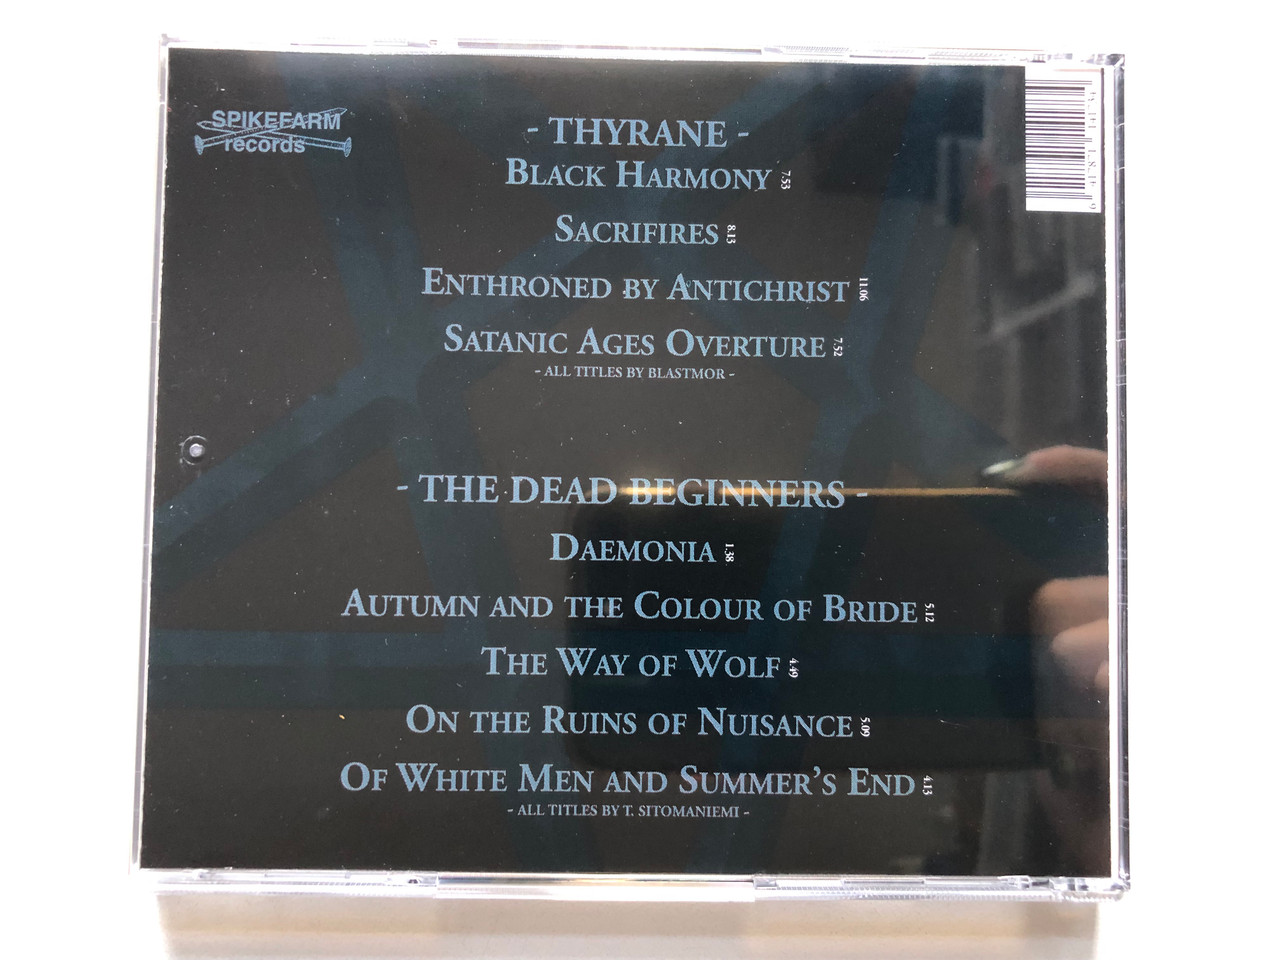 SPIKEFARM
records
- THYRANE -
BLACK HARMONY 7.53
SACRIFIRES 8.13
ENTHRONED BY ANTICHRIST 11.06
SATANIC AGES OVERTURE 7.52
- ALL TITLES BY BLASTMOR -
- THE DEAD BEGINNERS -
DAEMONIA 1.38
AUTUMN AND THE COLOUR OF BRIDE 5.12
THE WAY OF WOLF 4.49
ON THE RUINS OF NUISANCE 5.09
OF WHITE MEN AND SUMMER'S END 4.13
- ALL TITLES BY T. SITOMANIEMI -